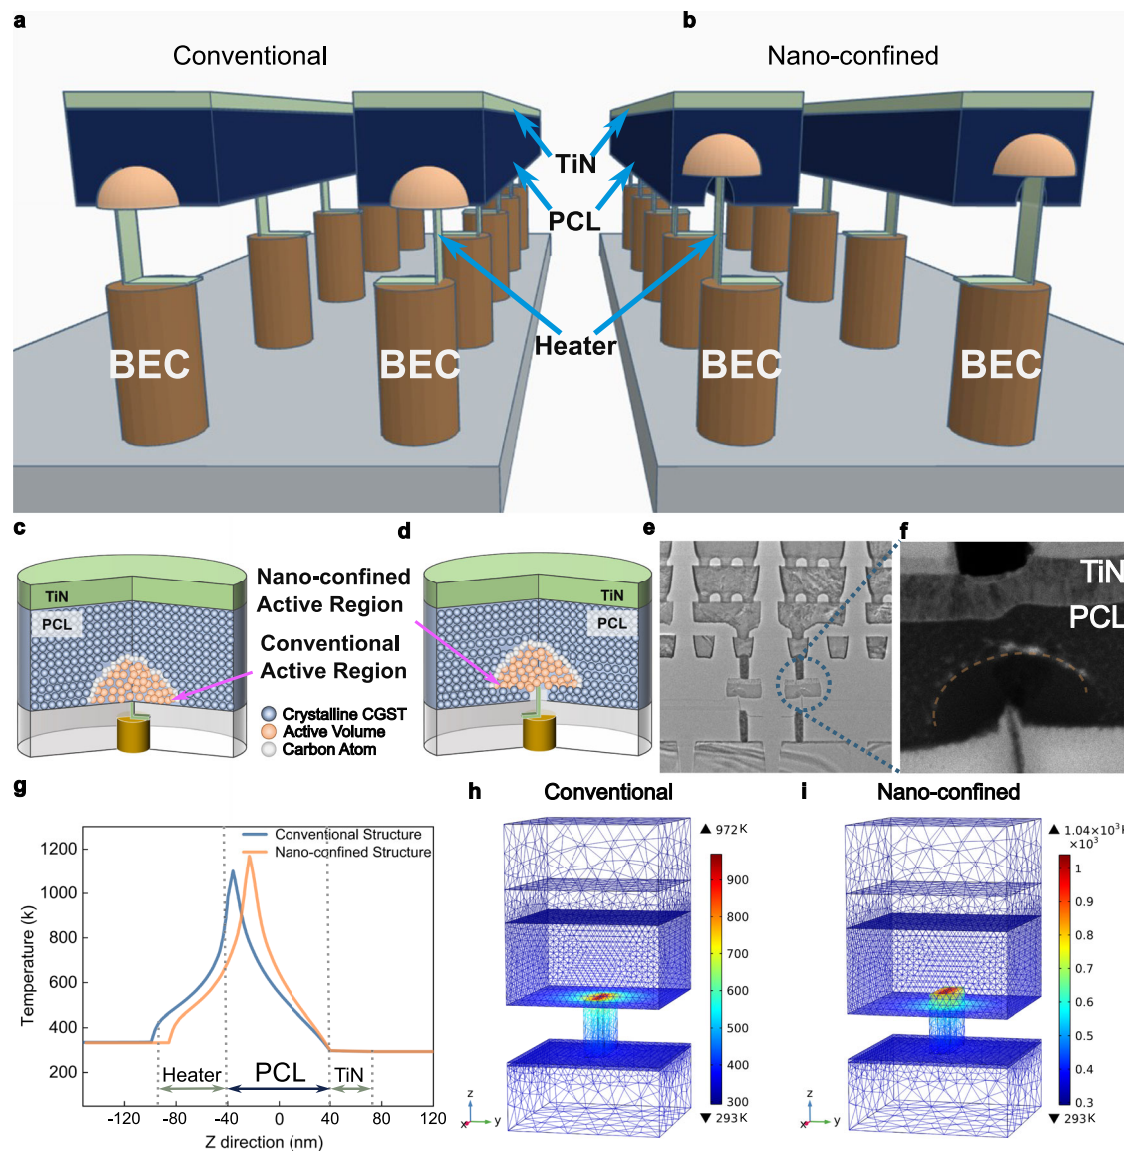 a
b
Conventional
Nano-confined
TiN
PCL
Heater
BEC
BEC
BEC
BEC
c
d
e
f
Nano-confined
Active Region
Conventional
Active Region
TiN
PCL
TiN
PCL
Crystalline CGST
Active Volume
Carbon Atom
TiN
PCL
g
Conventional Structure
Nano-confined Structure
1200
1000
800
600
400
200
Temperature (k)
Heater
PCL
TiN
-120
-80
-40
0
40
80
120
Z direction (nm)
h
Conventional
▲ 972K
900
800
700
600
500
400
300
▼ 293K
z
x
y
i
Nano-confined
▲ 1.04×10³K
×10³
1
0.9
0.8
0.7
0.6
0.5
0.4
0.3
▼ 293K
z
x
y